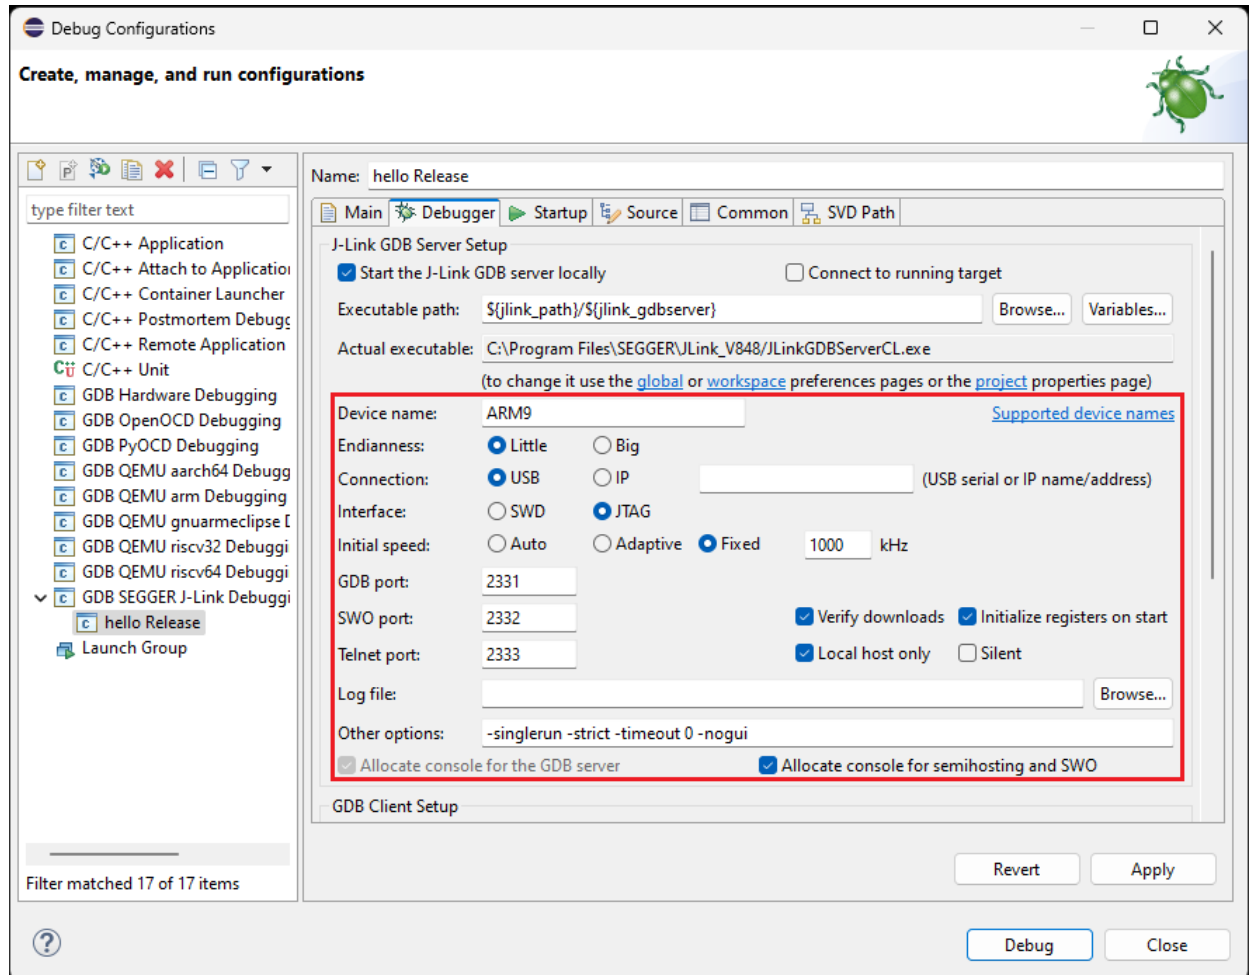 Debug Configurations
Create, manage, and run configurations
type filter text
C/C++ Application
C/C++ Attach to Application
C/C++ Container Launcher
C/C++ Postmortem Debugg
C/C++ Remote Application
C/C++ Unit
GDB Hardware Debugging
GDB OpenOCD Debugging
GDB PyOCD Debugging
GDB QEMU aarch64 Debugg
GDB QEMU arm Debugging
GDB QEMU gnuarmeclipse D
GDB QEMU riscv32 Debuggi
GDB QEMU riscv64 Debuggi
GDB SEGGER J-Link Debuggi
hello Release
Launch Group
Filter matched 17 of 17 items
Name: hello Release
Main Debugger Startup Source Common SVD Path
J-Link GDB Server Setup
Start the J-Link GDB server locally Connect to running target
Executable path: ${jlink_path}/${jlink_gdbserver} Browse... Variables...
Actual executable: C:\Program Files\SEGGER\JLink_V848/JLinkGDBServerCL.exe
(to change it use the global or workspace preferences pages or the project properties page)
Device name: ARM9 Supported device names
Endianness: Little Big
Connection: USB IP (USB serial or IP name/address)
Interface: SWD JTAG
Initial speed: Auto Adaptive Fixed 1000 kHz
GDB port: 2331
SWO port: 2332 Verify downloads Initialize registers on start
Telnet port: 2333 Local host only Silent
Log file: Browse...
Other options: -singlerun -strict -timeout 0 -nogui
Allocate console for the GDB server Allocate console for semihosting and SWO
GDB Client Setup
Revert Apply
Debug Close